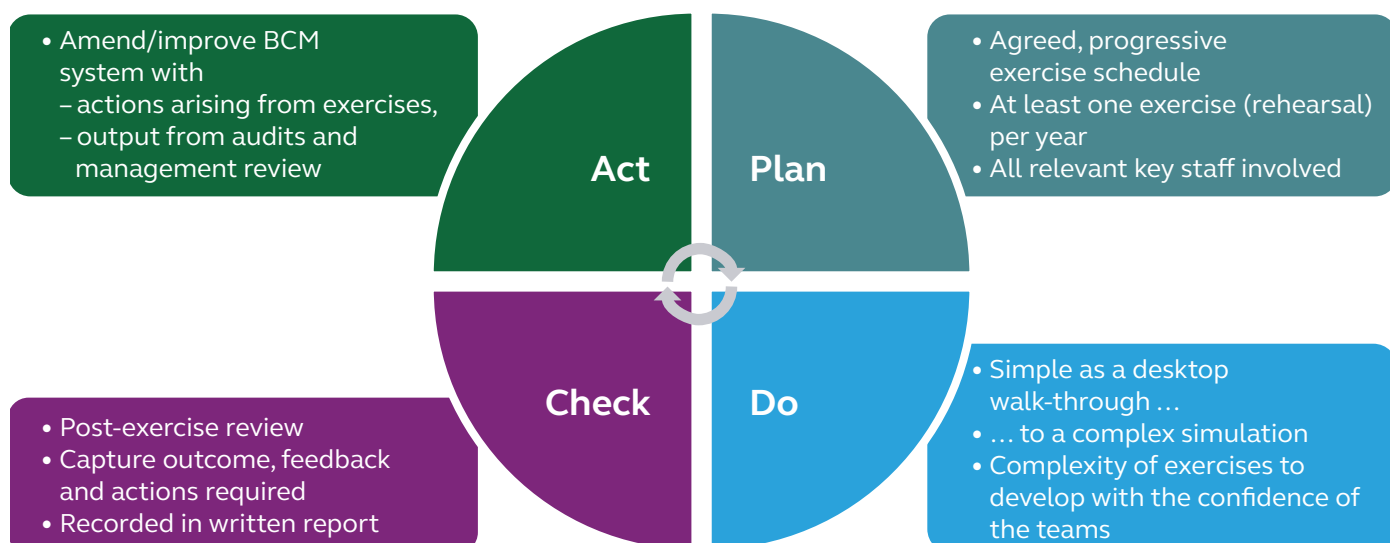 • Amend/improve BCM
system with
– actions arising from exercises,
– output from audits and
management review
Act
Plan
• Agreed, progressive
exercise schedule
• At least one exercise (rehearsal)
per year
• All relevant key staff involved
Check
• Post-exercise review
• Capture outcome, feedback
and actions required
• Recorded in written report
Do
• Simple as a desktop
walk-through …
• … to a complex simulation
• Complexity of exercises to
develop with the confidence of
the teams